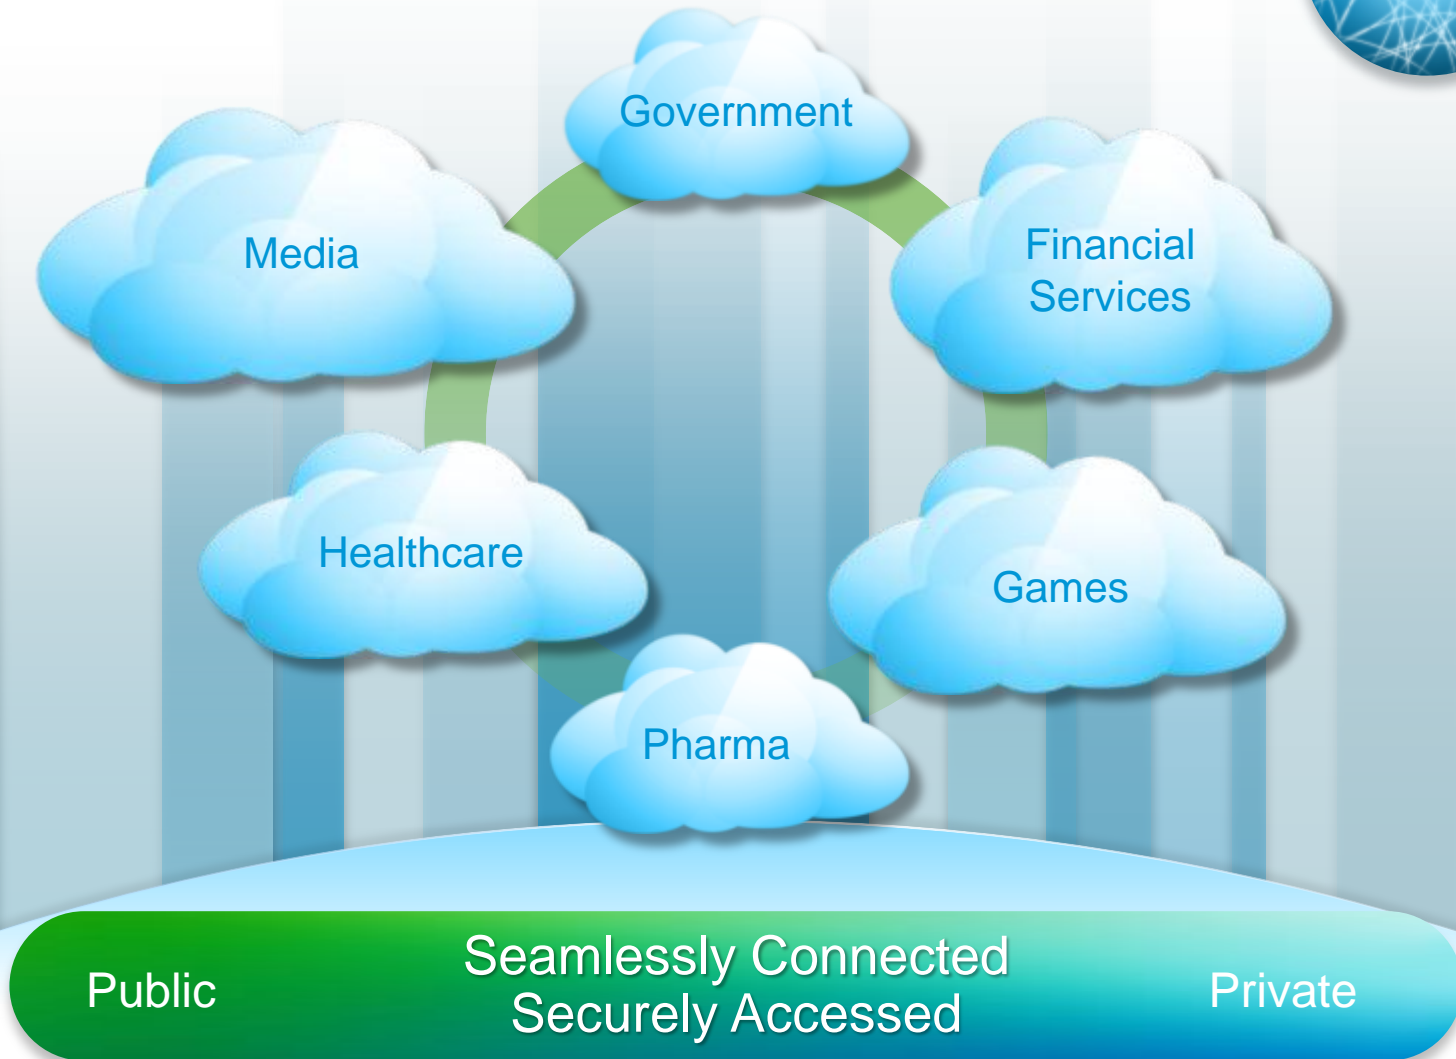 Government
Media
Financial
Services
Healthcare
Games
Pharma
Public
Seamlessly Connected
Securely Accessed
Private